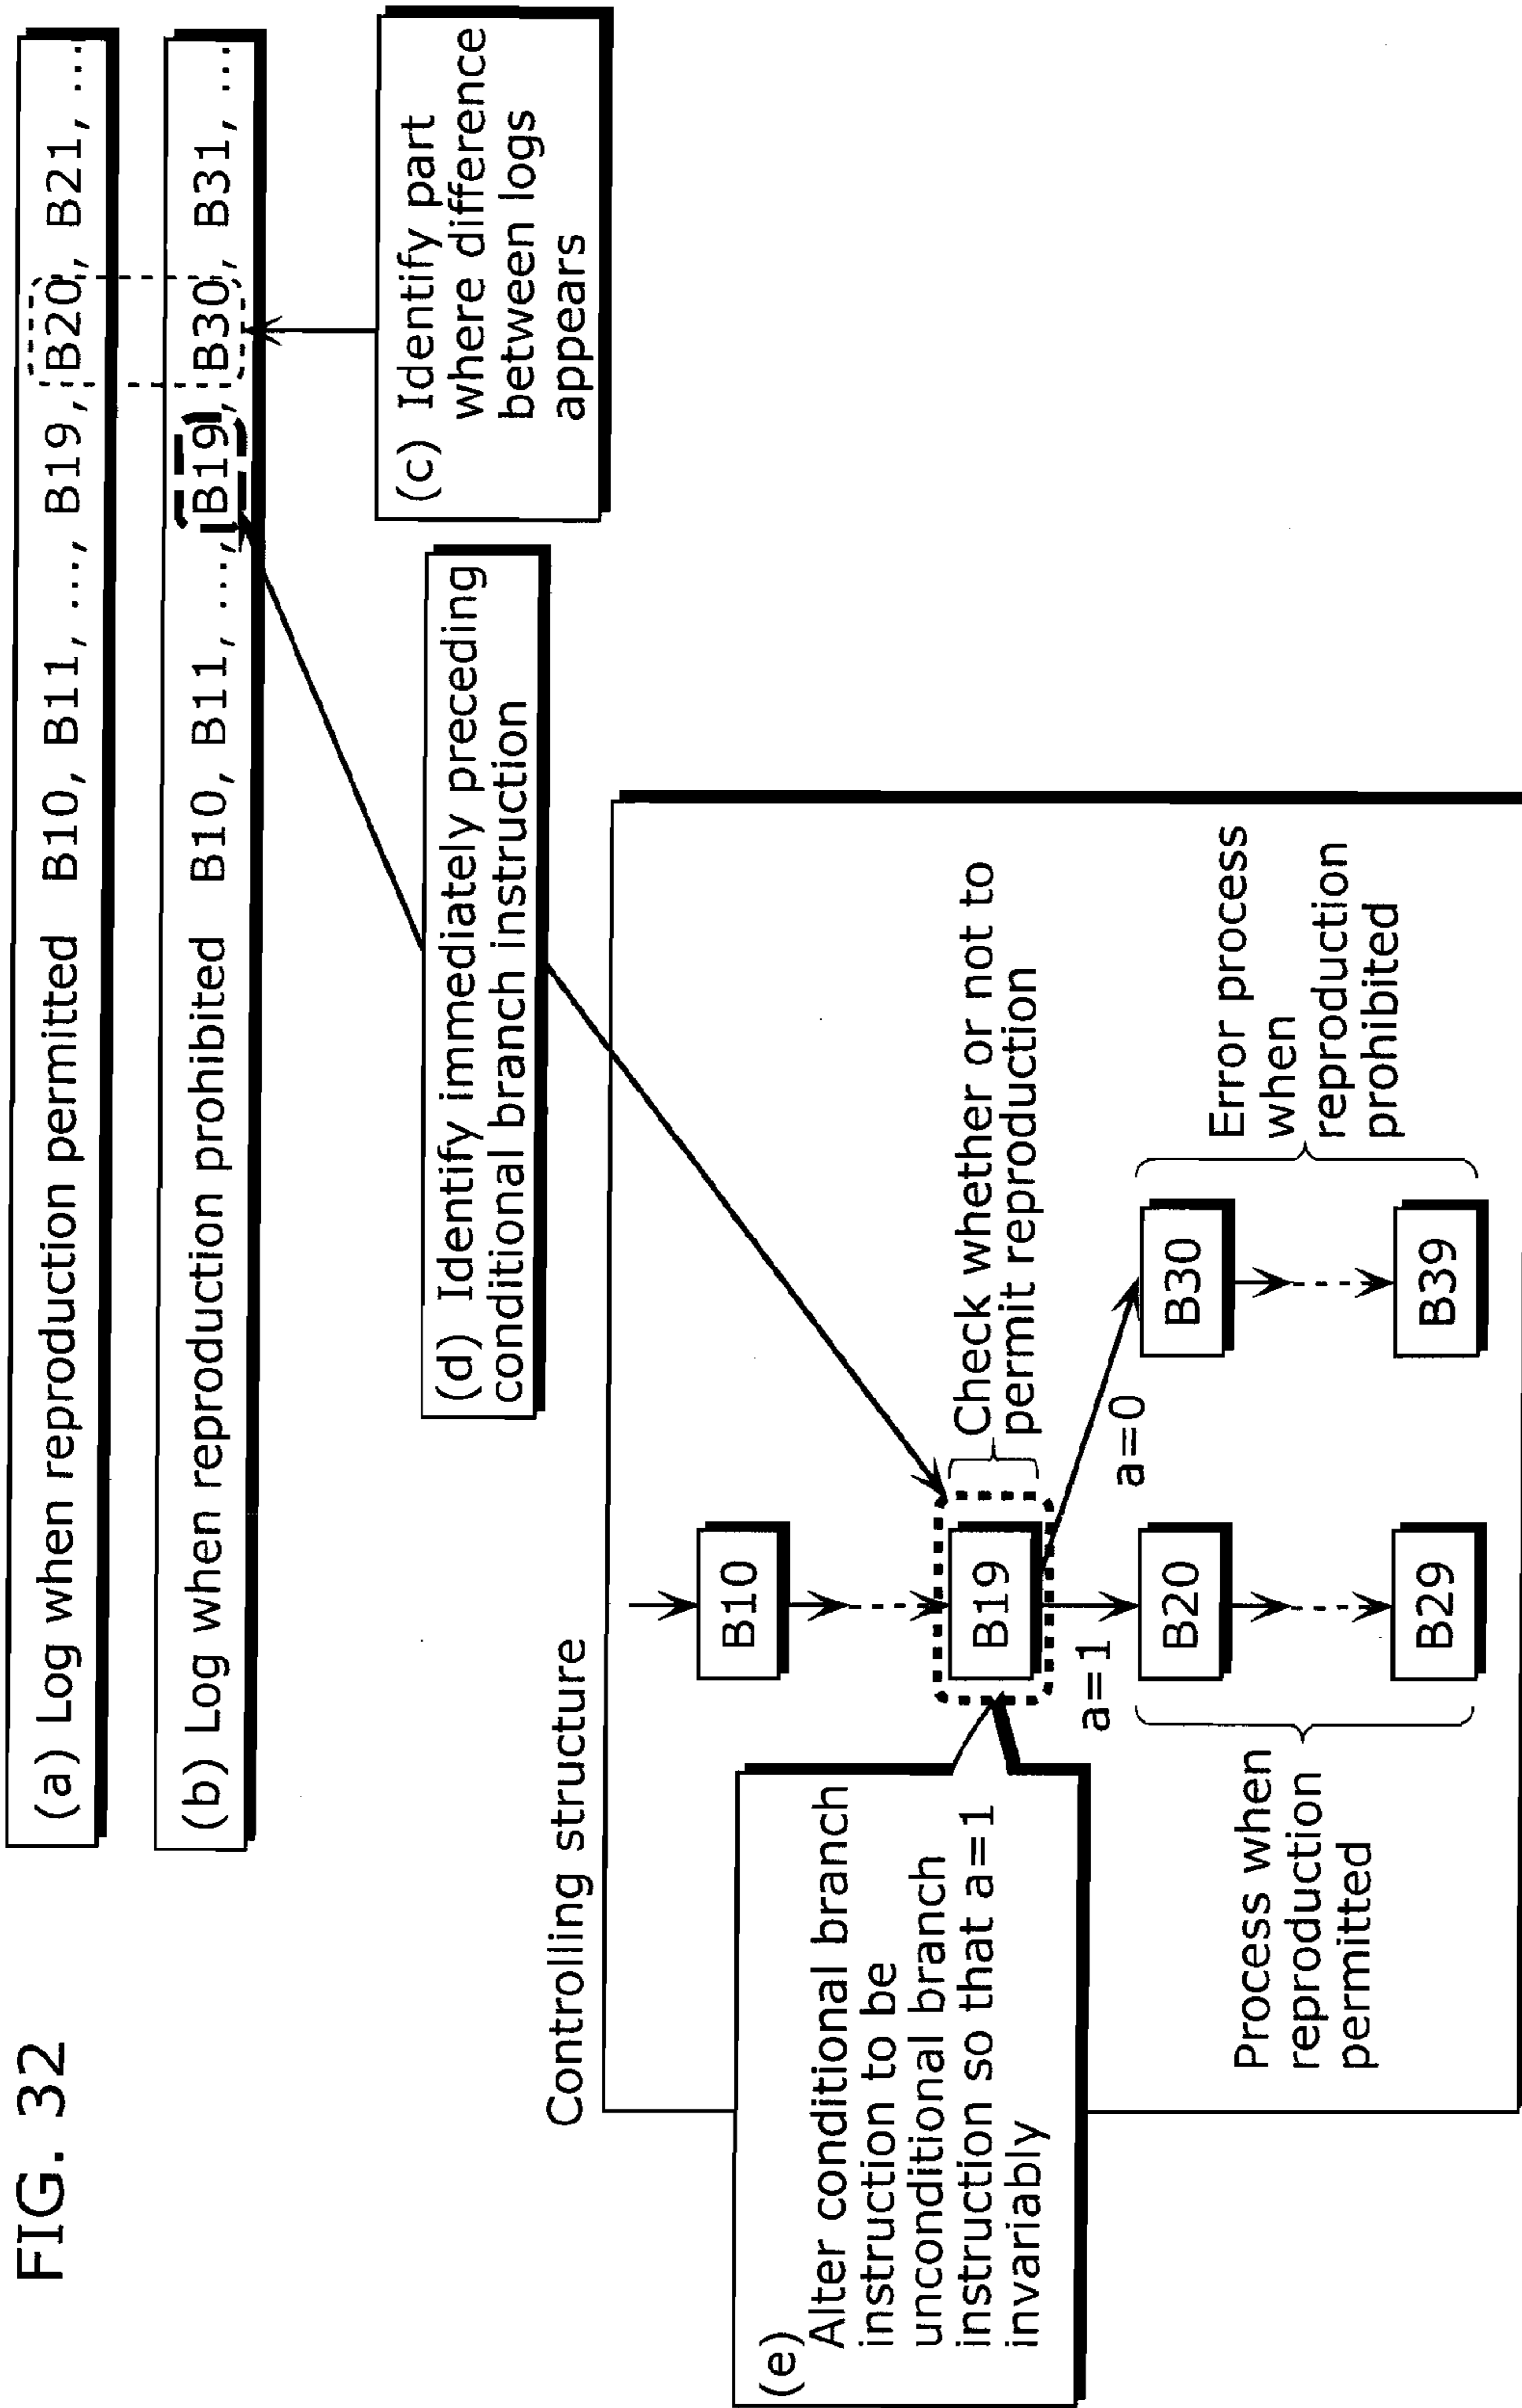 FIG. 32
(a) Log when reproduction permitted B10, B11, ..., B19, B20, B21, ...
(b) Log when reproduction prohibited B10, B11, ..., B19, B30, B31, ...
(c) Identify part
where difference
between logs
appears
(d) Identify immediately preceding
conditional branch instruction
Controlling structure
(e)
Alter conditional branch
instruction to be
unconditional branch
instruction so that a=1
invariably
B10
B19
Check whether or not to
permit reproduction
a=1
a=0
B20
B30
B29
B39
Process when
reproduction
permitted
Error process
when
reproduction
prohibited